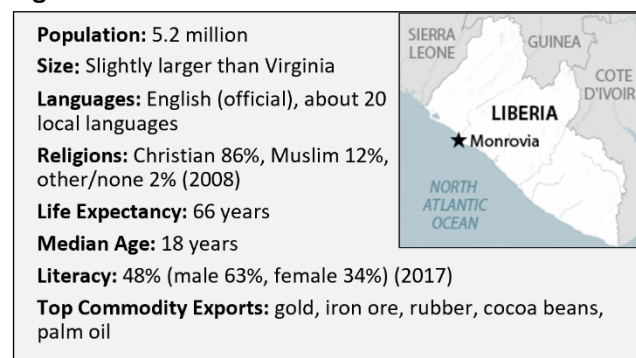 Population: 5.2 million
Size: Slightly larger than Virginia
Languages: English (official), about 20
local languages
Religions: Christian 86%, Muslim 12%,
other/none 2% (2008)
Life Expectancy: 66 years
Median Age: 18 years
Literacy: 48% (male 63%, female 34%) (2017)
Top Commodity Exports: gold, iron ore, rubber, cocoa beans,
palm oil
SIERRA
LEONE
GUINEA
COTE
D'IVOIR
LIBERIA
Monrovia
NORTH
ATLANTIC
OCEAN